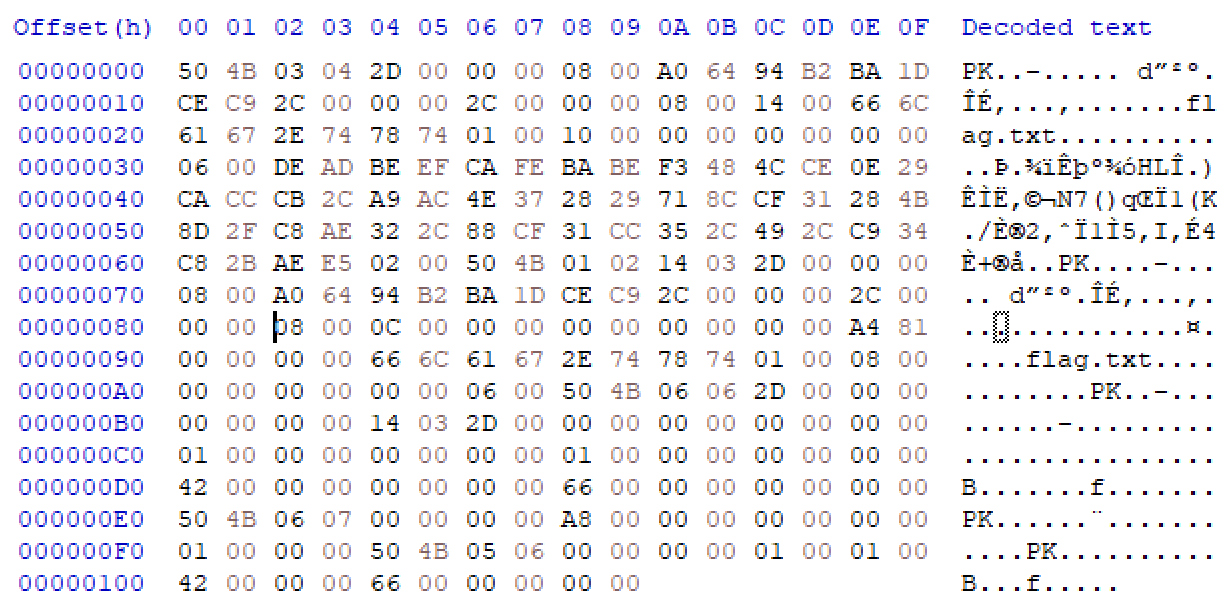 Offset(h) 00 01 02 03 04 05 06 07 08 09 0A 0B 0C 0D 0E 0F Decoded text
00000000 50 4B 03 04 2D 00 00 00 08 00 A0 64 94 B2 BA 1D PK..-..... d”²º.
00000010 CE C9 2C 00 00 00 2C 00 00 00 08 00 14 00 66 6C ÎÉ,...,.......fl
00000020 61 67 2E 74 78 74 01 00 10 00 00 00 00 00 00 00 ag.txt..........
00000030 06 00 DE AD BE EF CA FE BA BE F3 48 4C CE 0E 29 ..Þ.¾ïÊþº¾óHLÎ.)
00000040 CA CC CB 2C A9 AC 4E 37 28 29 71 8C CF 31 28 4B ÊÌË,©¬N7()qŒÏ1(K
00000050 8D 2F C8 AE 32 2C 88 CF 31 CC 35 2C 49 2C C9 34 ./È®2,ˆÏ1Ì5,I,É4
00000060 C8 2B AE E5 02 00 50 4B 01 02 14 03 2D 00 00 00 È+®å..PK....-...
00000070 08 00 A0 64 94 B2 BA 1D CE C9 2C 00 00 00 2C 00 .. d”²º.ÎÉ,...,.
00000080 00 00 08 00 0C 00 00 00 00 00 00 00 00 00 A4 81 ..............¤.
00000090 00 00 00 00 66 6C 61 67 2E 74 78 74 01 00 08 00 ....flag.txt....
000000A0 00 00 00 00 00 00 06 00 50 4B 06 06 2D 00 00 00 ........PK..-...
000000B0 00 00 00 00 14 03 2D 00 00 00 00 00 00 00 00 00 ......-.........
000000C0 01 00 00 00 00 00 00 00 01 00 00 00 00 00 00 00 ................
000000D0 42 00 00 00 00 00 00 00 66 00 00 00 00 00 00 00 B.......f.......
000000E0 50 4B 06 07 00 00 00 00 A8 00 00 00 00 00 00 00 PK......¨.......
000000F0 01 00 00 00 50 4B 05 06 00 00 00 00 01 00 01 00 ....PK..........
00000100 42 00 00 00 66 00 00 00 00 00 B...f.....